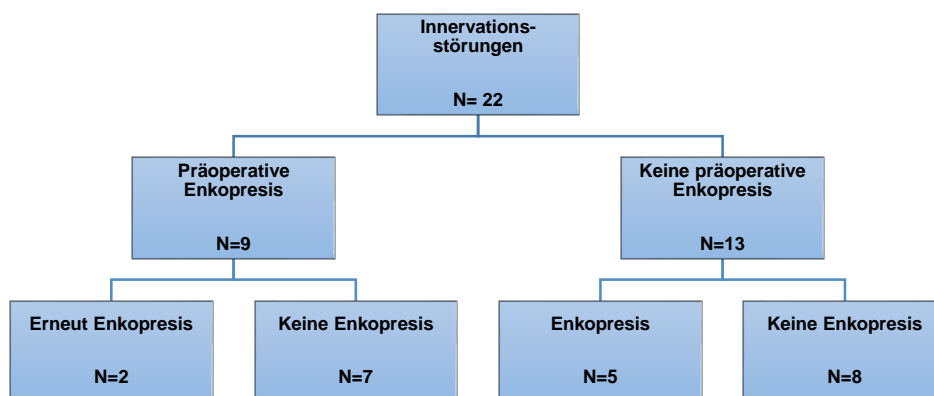 Innervations-
störungen
N= 22
Präoperative
Enkopresis
N=9
Keine präoperative
Enkopresis
N=13
Erneut Enkopresis
N=2
Keine Enkopresis
N=7
Enkopresis
N=5
Keine Enkopresis
N=8